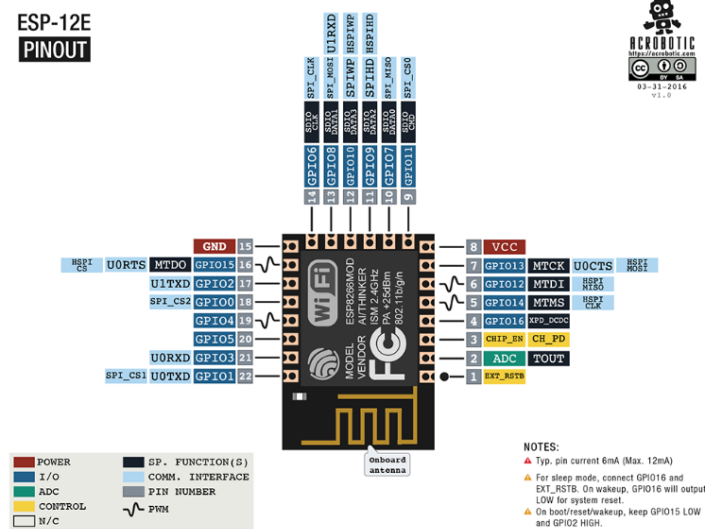 ESP-12E
PINOUT
ACROBOTIC
https://acrobotic.com
CC BY SA
03-31-2016
v1.0
SPI_CLK
SDIO CLK
GPIO6
14
U1RXD
SPI_MOSI
SDIO DATA1
GPIO8
13
HSPIWP
SPIWP
SDIO DATA3
GPIO10
12
HSPIHD
SPIHD
SDIO DATA2
GPIO9
11
SPI_MISO
SDIO DATA0
GPIO7
10
SPI_CS0
SDIO CMD
GPIO11
9
GND 15
HSPI CS U0RTS MTDO GPIO15 16
U1TXD GPIO2 17
SPI_CS2 GPIO0 18
GPIO4 19
GPIO5 20
U0RXD GPIO3 21
SPI_CS1 U0TXD GPIO1 22
8 VCC
7 GPIO13 MTCK U0CTS HSPI MOSI
6 GPIO12 MTDI HSPI MISO
5 GPIO14 MTMS HSPI CLK
4 GPIO16 XPD_DCDC
3 CHIP_EN CH_PD
2 ADC TOUT
1 EXT_RSTB
WiFi
MODEL ESP8266MOD
VENDOR AI/THINKER
ISM 2.4GHz
PA +25dBm
802.11b/g/n
FC
Onboard
antenna
POWER
I/O
ADC
CONTROL
N/C
SP. FUNCTION(S)
COMM. INTERFACE
PIN NUMBER
PWM
NOTES:
Typ. pin current 6mA (Max. 12mA)
For sleep mode, connect GPIO16 and
EXT_RSTB. On wakeup, GPIO16 will output
LOW for system reset.
On boot/reset/wakeup, keep GPIO15 LOW
and GPIO2 HIGH.